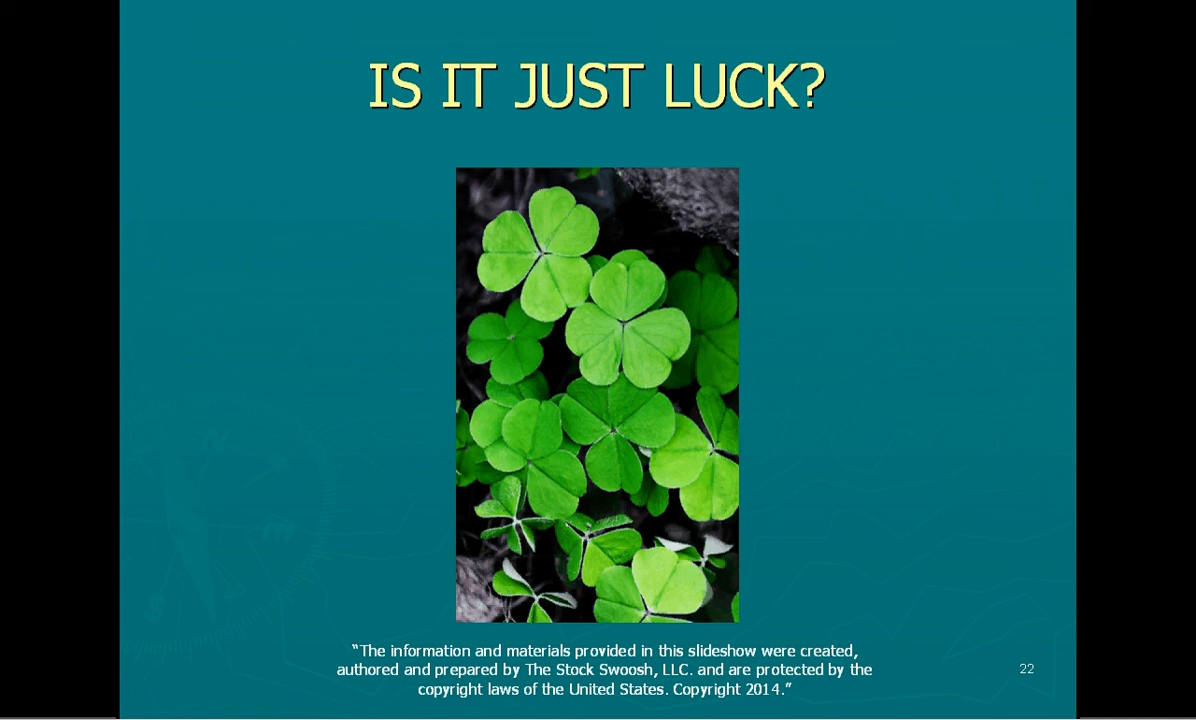 IS IT JUST LUCK?
“The information and materials provided in this slideshow were created,
authored and prepared by The Stock Swoosh, LLC. and are protected by the
copyright laws of the United States. Copyright 2014.”
22